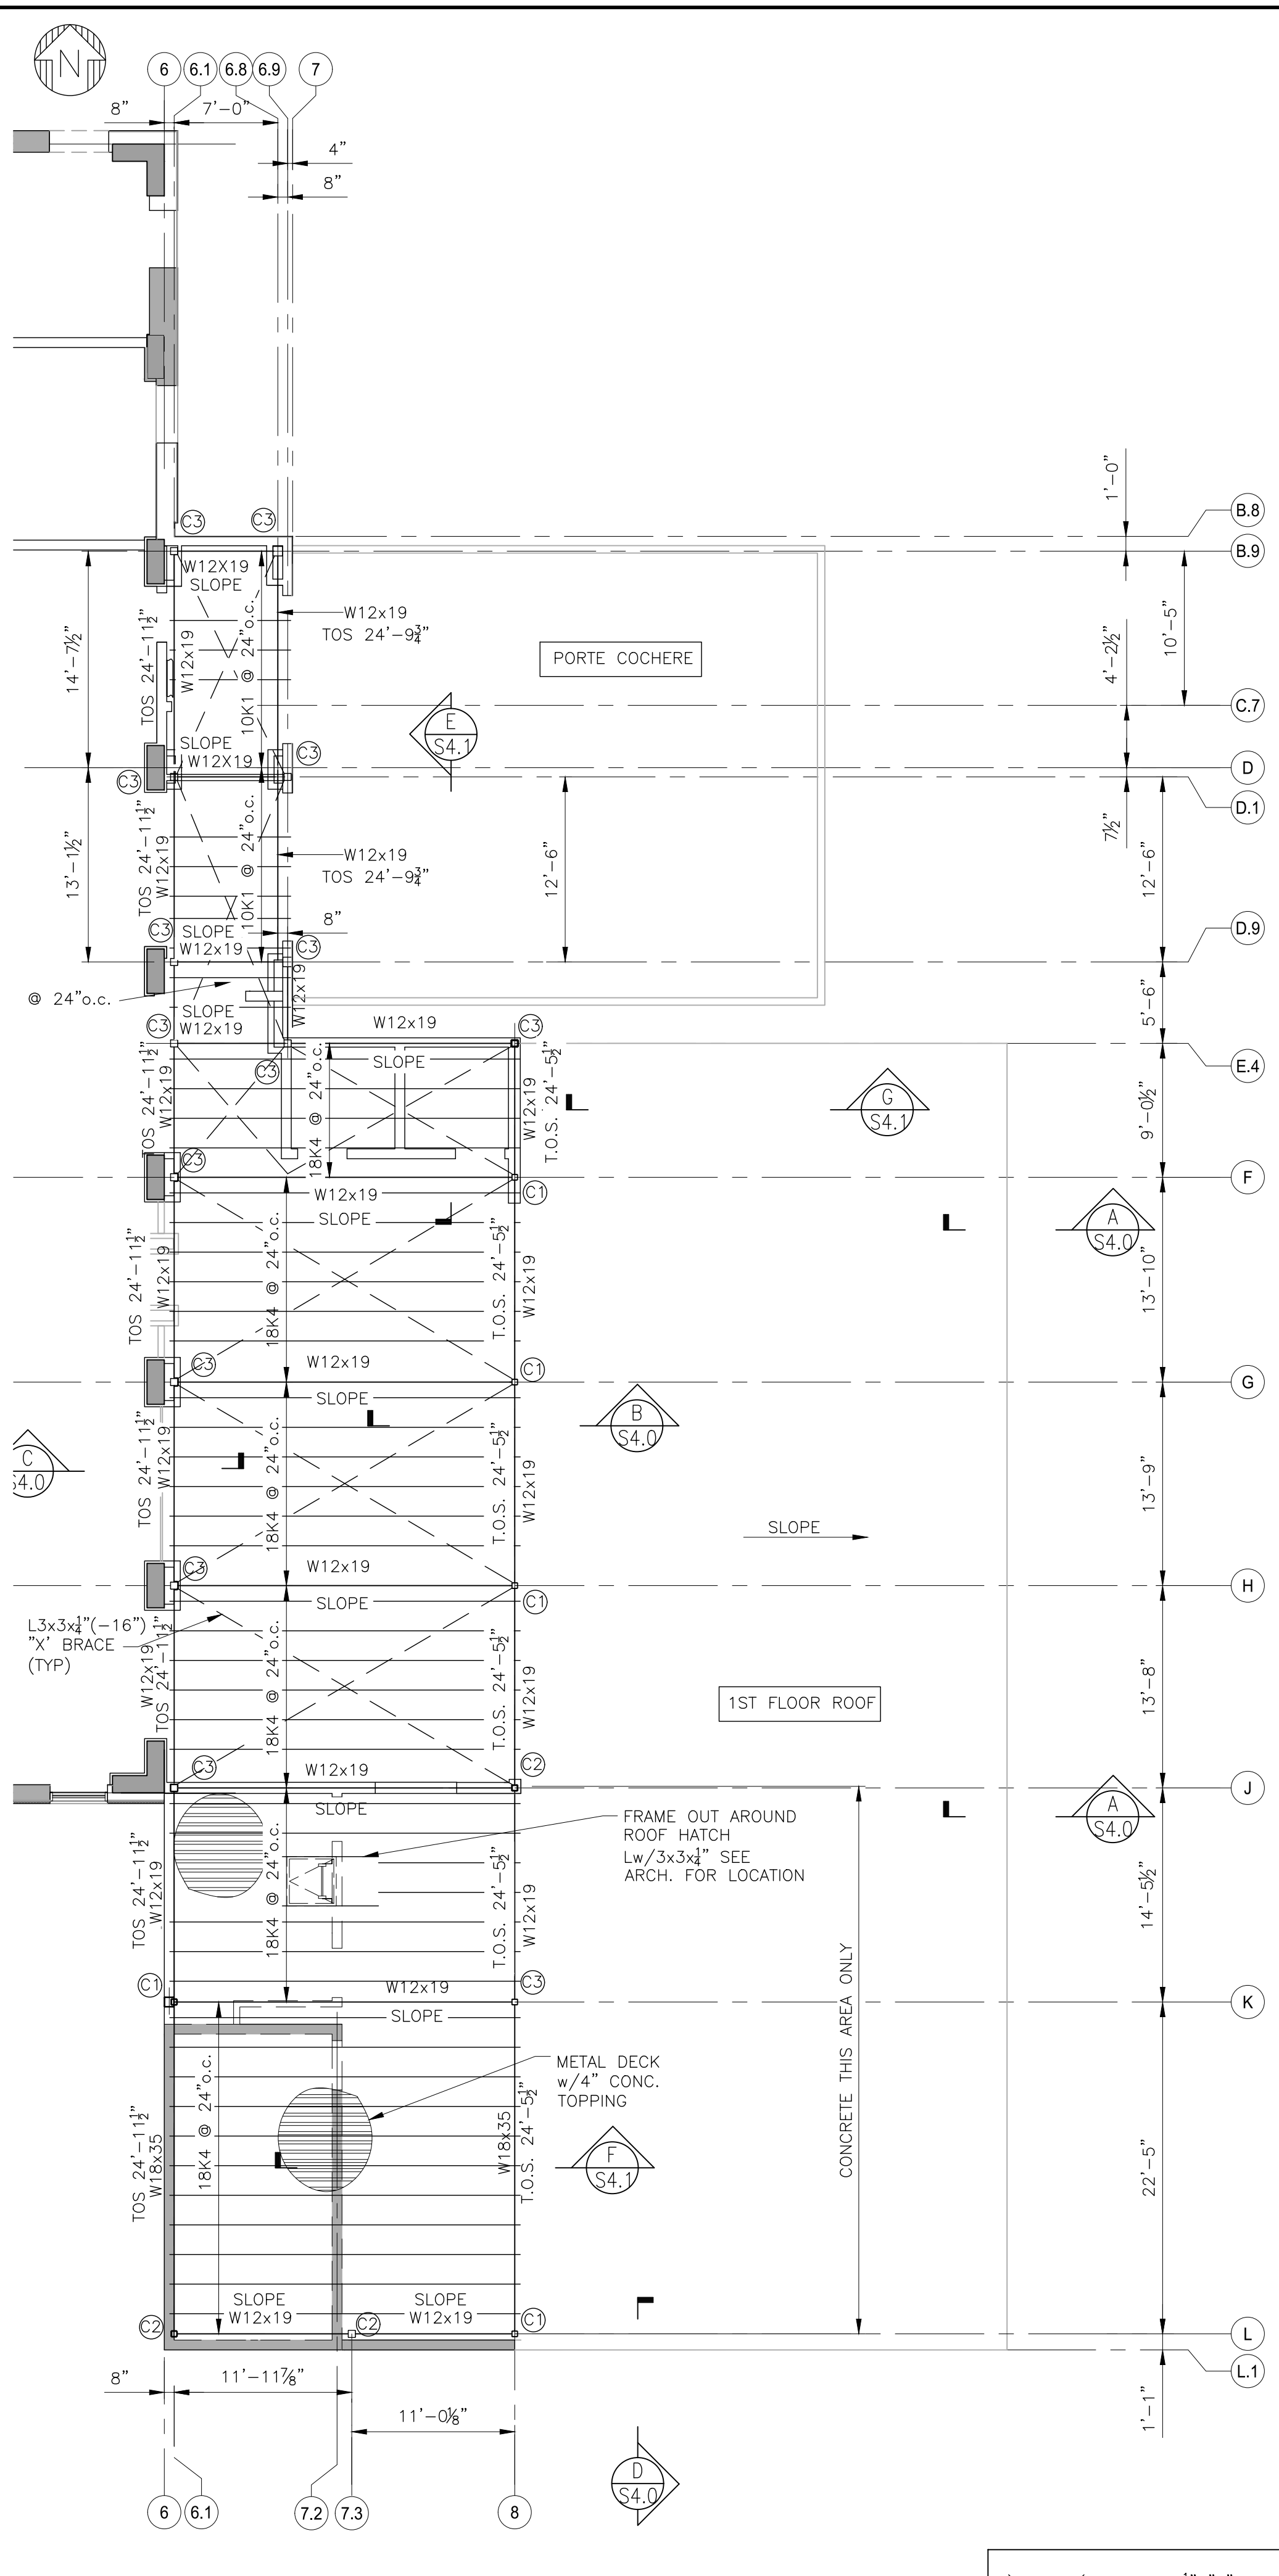 N
6
6.1
6.8
6.9
7
8"
7'-0"
4"
8"
1'-0"
B.8
B.9
C3
C3
W12X19
SLOPE
W12x19
TOS 24'-9¾"
TOS 24'-11½"
W12x19
10K1 @ 24"o.c.
14'-7½"
PORTE COCHERE
4'-2½"
10'-5"
C.7
E
S4.1
SLOPE
W12X19
C3
C3
D
D.1
7½"
13'-1½"
TOS 24'-11½"
W12x19
10K1 @ 24"o.c.
W12x19
TOS 24'-9¾"
12'-6"
12'-6"
8"
C3
SLOPE
W12x19
C3
D.9
@ 24"o.c.
W12x19
SLOPE
W12x19
C3
W12x19
C3
5'-6"
E.4
C3
SLOPE
TOS 24'-11½"
W12x19
18K4 @ 24"o.c.
W12x19
T.O.S. 24'-5½"
G
S4.1
9'-0½"
C3
W12x19
C1
F
SLOPE
A
S4.0
TOS 24'-11½"
W12x19
18K4 @ 24"o.c.
T.O.S. 24'-5½"
W12x19
13'-10"
C3
W12x19
C1
G
SLOPE
B
S4.0
C
S4.0
TOS 24'-11½"
W12x19
18K4 @ 24"o.c.
T.O.S. 24'-5½"
W12x19
13'-9"
SLOPE
C3
W12x19
C1
H
SLOPE
L3x3x¼"(-16")
"X' BRACE
(TYP)
W12x19
TOS 24'-11½"
18K4 @ 24"o.c.
T.O.S. 24'-5½"
W12x19
13'-8"
1ST FLOOR ROOF
C3
W12x19
C2
J
SLOPE
FRAME OUT AROUND
ROOF HATCH
Lw/3x3x¼" SEE
ARCH. FOR LOCATION
A
S4.0
TOS 24'-11½"
W12x19
18K4 @ 24"o.c.
T.O.S. 24'-5½"
W12x19
14'-5½"
CONCRETE THIS AREA ONLY
C1
W12x19
C3
K
SLOPE
METAL DECK
w/4" CONC.
TOPPING
TOS 24'-11½"
W18x35
18K4 @ 24"o.c.
W18x35
T.O.S. 24'-5½"
F
S4.1
22'-5"
SLOPE
W12x19
SLOPE
W12x19
C2
C2
C1
L
L.1
8"
11'-11⅞"
11'-0⅛"
1'-1"
D
S4.0
6
6.1
7.2
7.3
8